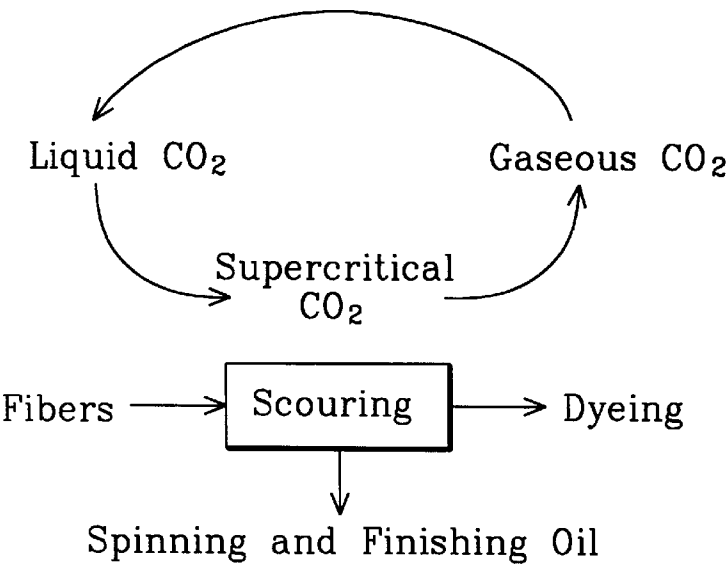 Liquid CO₂
Gaseous CO₂
Supercritical
CO₂
Fibers
Scouring
Dyeing
Spinning and Finishing Oil